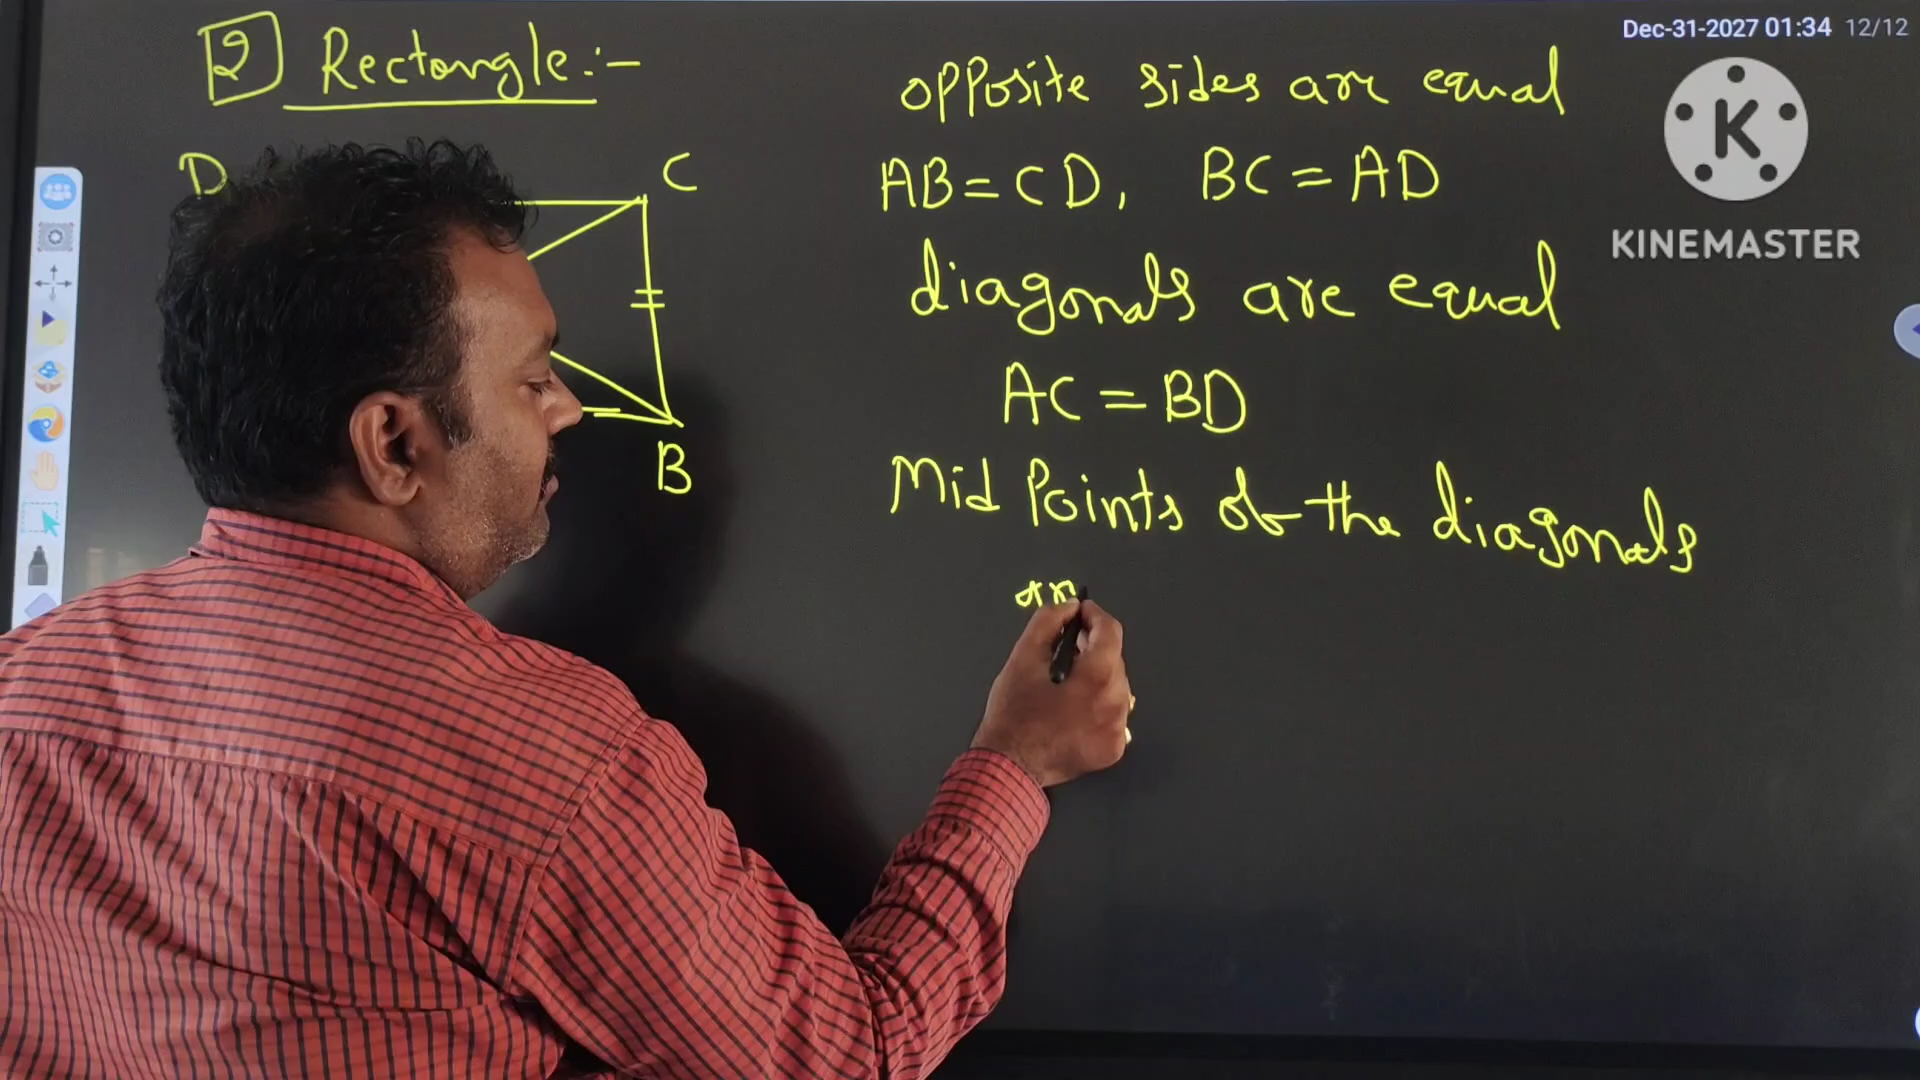 2 Rectangle:-
D C
B
opposite sides are equal
AB = CD, BC = AD
diagonals are equal
AC = BD
Mid Points of the diagonals
ar
Dec-31-2027 01:34 12/12
K
KINEMASTER